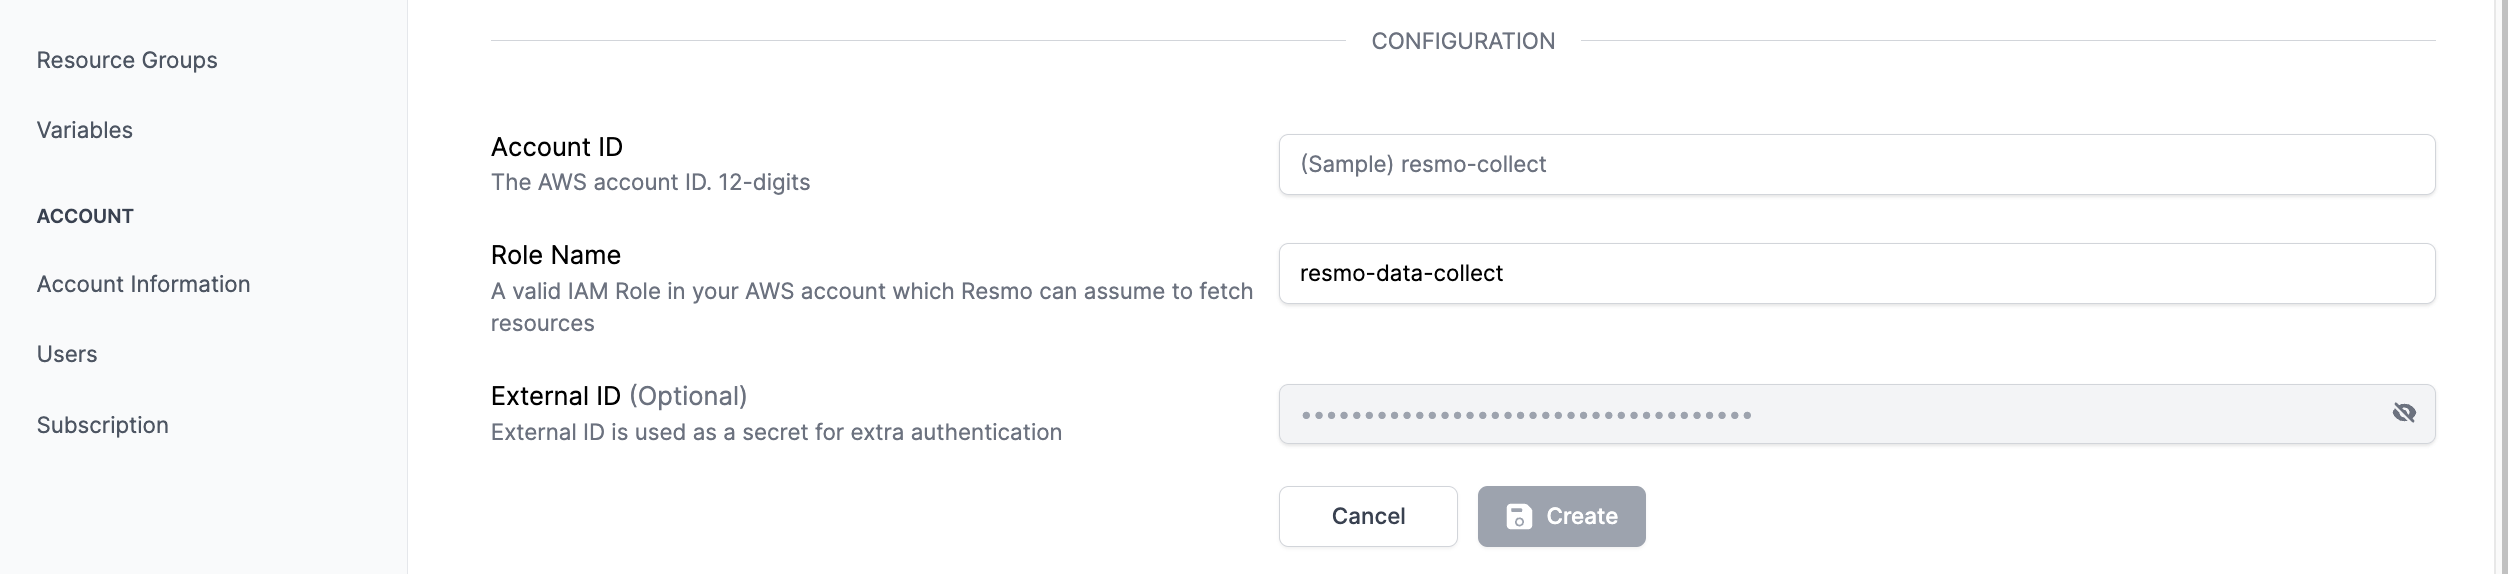 Resource Groups
Variables
ACCOUNT
Account Information
Users
Subscription
CONFIGURATION
Account ID
The AWS account ID. 12-digits
(Sample) resmo-collect
Role Name
A valid IAM Role in your AWS account which Resmo can assume to fetch
resources
resmo-data-collect
External ID (Optional)
External ID is used as a secret for extra authentication
••••••••••••••••••••••••••••••••••••
Cancel
Create